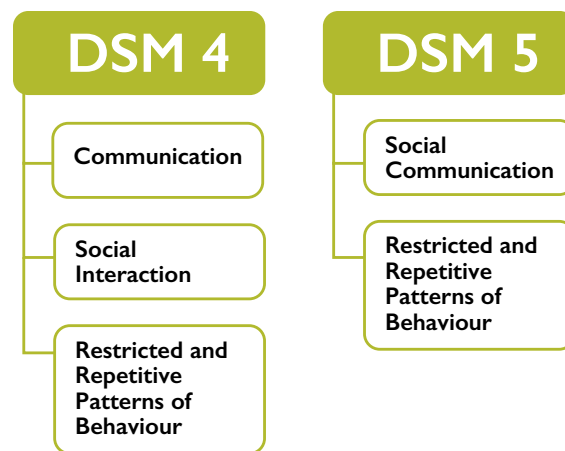 DSM 4
Communication
Social
Interaction
Restricted and
Repetitive
Patterns of
Behaviour
DSM 5
Social
Communication
Restricted and
Repetitive
Patterns of
Behaviour